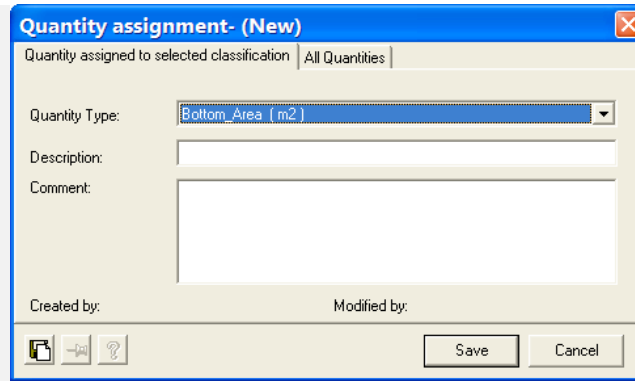 Quantity assignment- (New)
Quantity assigned to selected classification All Quantities
Quantity Type: Bottom_Area ( m2 )
Description:
Comment:
Created by: Modified by:
Save Cancel